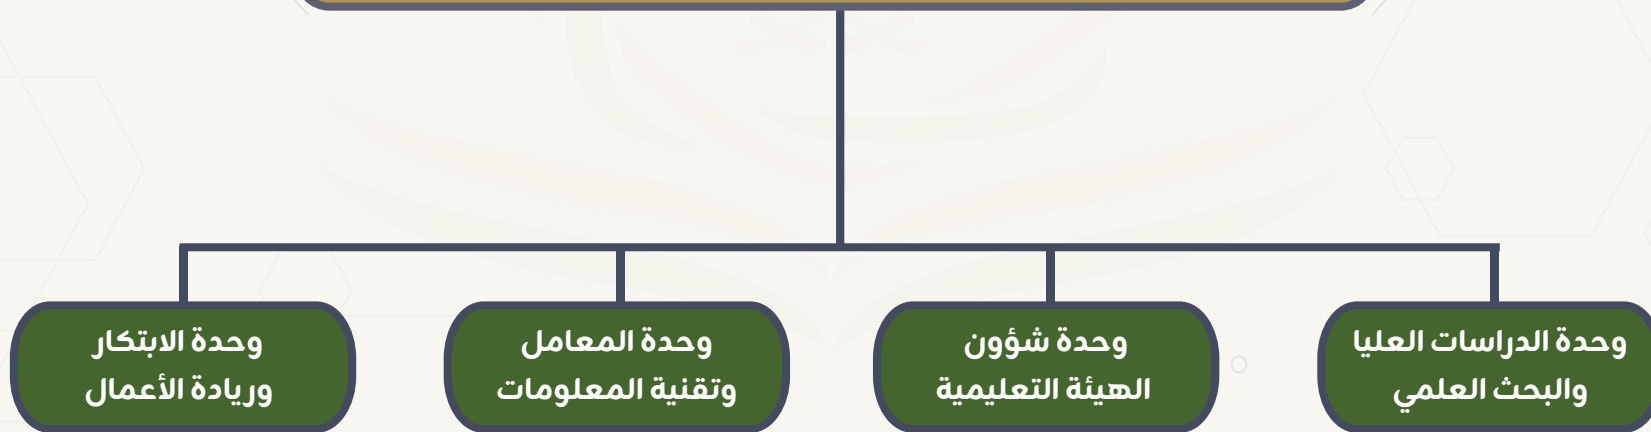 وحدة الدراسات العليا
والبحث العلمي
وحدة شؤون
الهيئة التعليمية
وحدة المعامل
وتقنية المعلومات
وحدة الابتكار
وريادة الأعمال